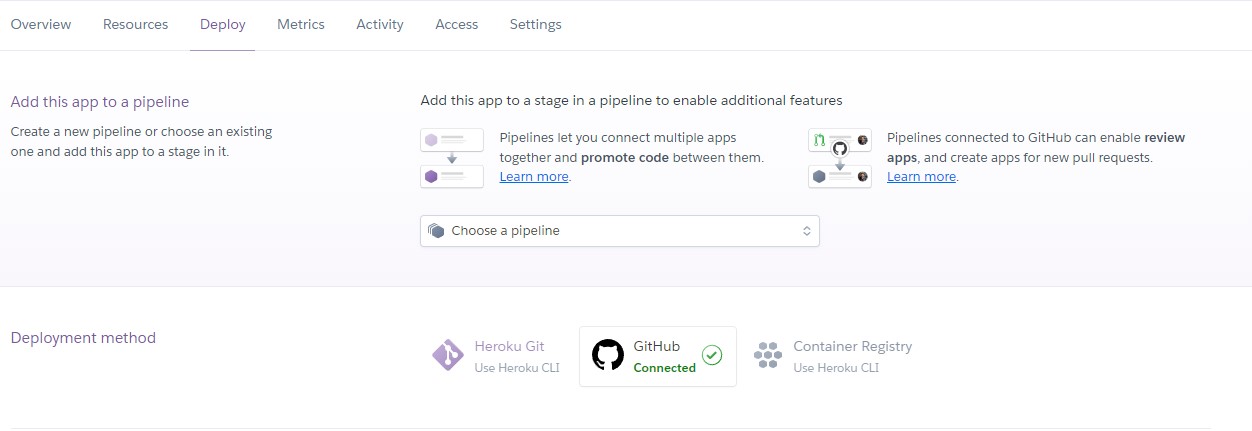 Overview Resources Deploy Metrics Activity Access Settings
Add this app to a pipeline
Create a new pipeline or choose an existing
one and add this app to a stage in it.
Add this app to a stage in a pipeline to enable additional features
Pipelines let you connect multiple apps
together and promote code between them.
Learn more.
Pipelines connected to GitHub can enable review
apps, and create apps for new pull requests.
Learn more.
Choose a pipeline
Deployment method
Heroku Git
Use Heroku CLI
GitHub
Connected
Container Registry
Use Heroku CLI